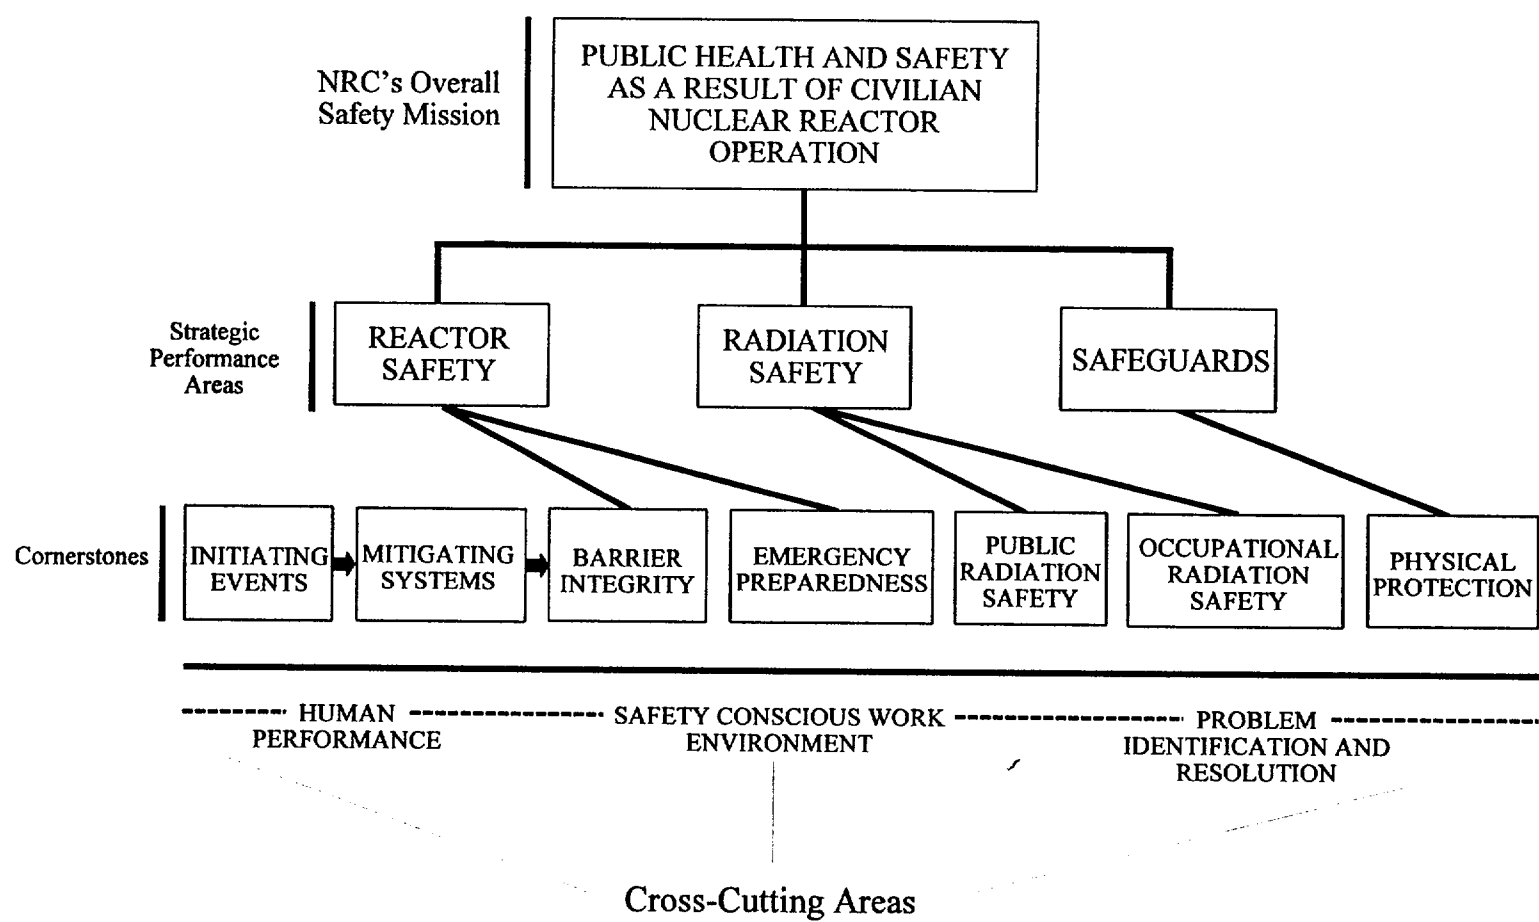 NRC's Overall
Safety Mission
PUBLIC HEALTH AND SAFETY
AS A RESULT OF CIVILIAN
NUCLEAR REACTOR
OPERATION
Strategic
Performance
Areas
REACTOR
SAFETY
RADIATION
SAFETY
SAFEGUARDS
Cornerstones
INITIATING
EVENTS
MITIGATING
SYSTEMS
BARRIER
INTEGRITY
EMERGENCY
PREPAREDNESS
PUBLIC
RADIATION
SAFETY
OCCUPATIONAL
RADIATION
SAFETY
PHYSICAL
PROTECTION
HUMAN
PERFORMANCE
SAFETY CONSCIOUS WORK
ENVIRONMENT
PROBLEM
IDENTIFICATION AND
RESOLUTION
Cross-Cutting Areas